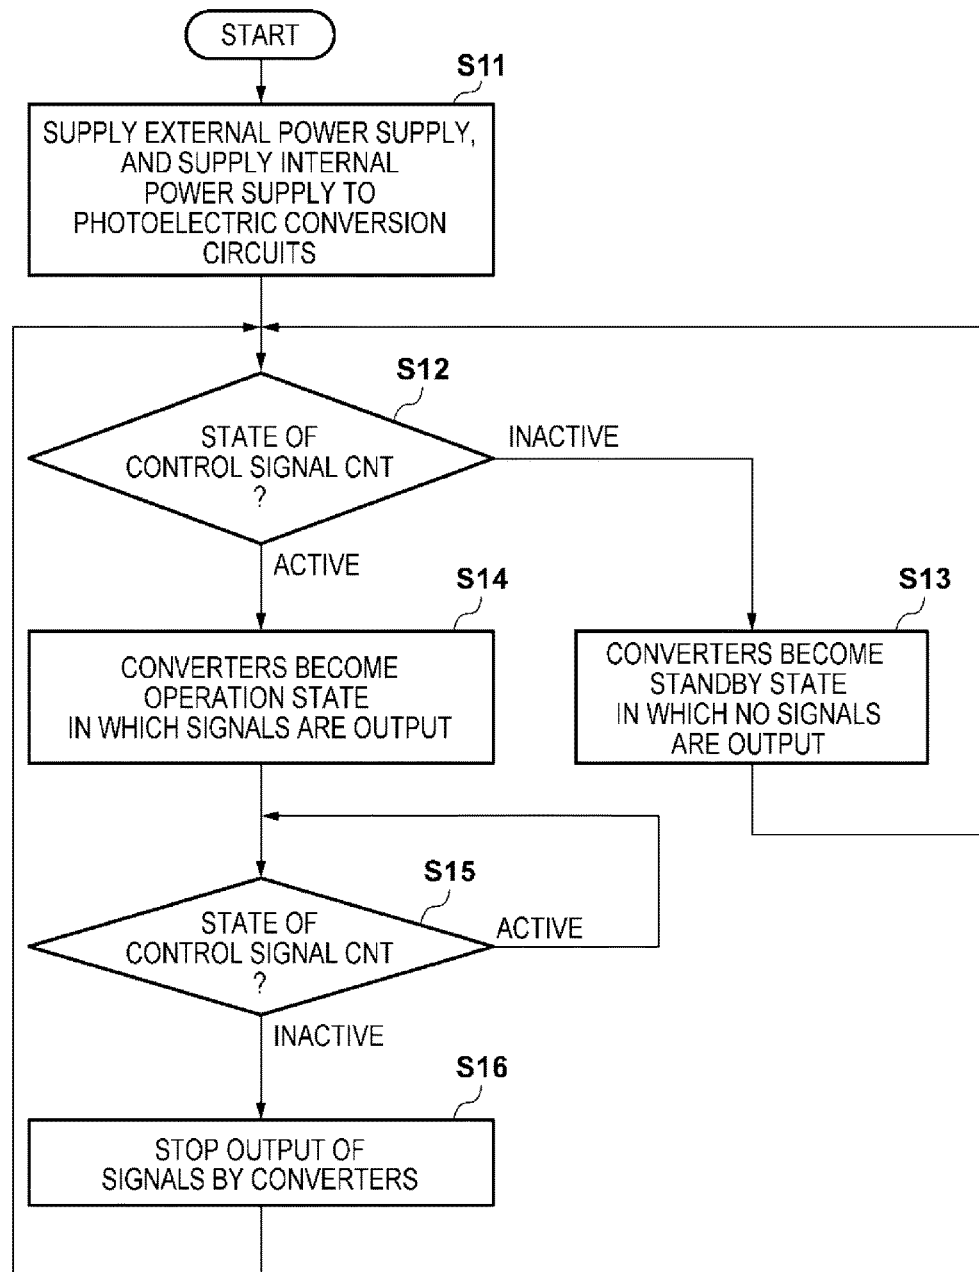 START
S11
SUPPLY EXTERNAL POWER SUPPLY,
AND SUPPLY INTERNAL
POWER SUPPLY TO
PHOTOELECTRIC CONVERSION
CIRCUITS
S12
STATE OF
CONTROL SIGNAL CNT
?
INACTIVE
ACTIVE
S14
CONVERTERS BECOME
OPERATION STATE
IN WHICH SIGNALS ARE OUTPUT
S13
CONVERTERS BECOME
STANDBY STATE
IN WHICH NO SIGNALS
ARE OUTPUT
S15
STATE OF
CONTROL SIGNAL CNT
?
ACTIVE
INACTIVE
S16
STOP OUTPUT OF
SIGNALS BY CONVERTERS